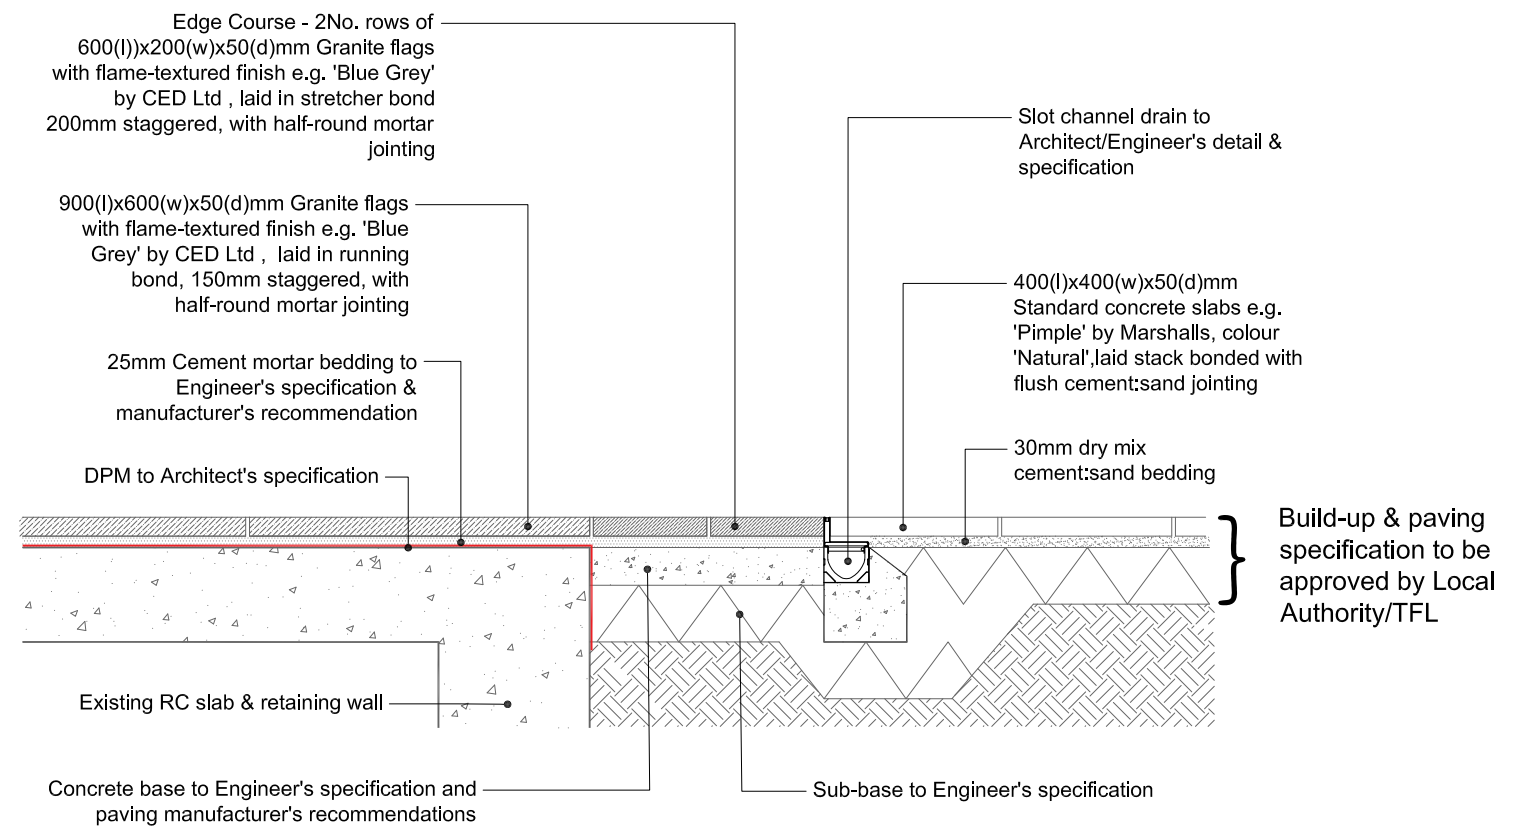 Edge Course - 2No. rows of
600(l))x200(w)x50(d)mm Granite flags
with flame-textured finish e.g. 'Blue Grey'
by CED Ltd , laid in stretcher bond
200mm staggered, with half-round mortar
jointing
900(l)x600(w)x50(d)mm Granite flags
with flame-textured finish e.g. 'Blue
Grey' by CED Ltd , laid in running
bond, 150mm staggered, with
half-round mortar jointing
25mm Cement mortar bedding to
Engineer's specification &
manufacturer's recommendation
DPM to Architect's specification
Existing RC slab & retaining wall
Concrete base to Engineer's specification and
paving manufacturer's recommendations
Slot channel drain to
Architect/Engineer's detail &
specification
400(l)x400(w)x50(d)mm
Standard concrete slabs e.g.
'Pimple' by Marshalls, colour
'Natural',laid stack bonded with
flush cement:sand jointing
30mm dry mix
cement:sand bedding
Build-up & paving
specification to be
approved by Local
Authority/TFL
Sub-base to Engineer's specification